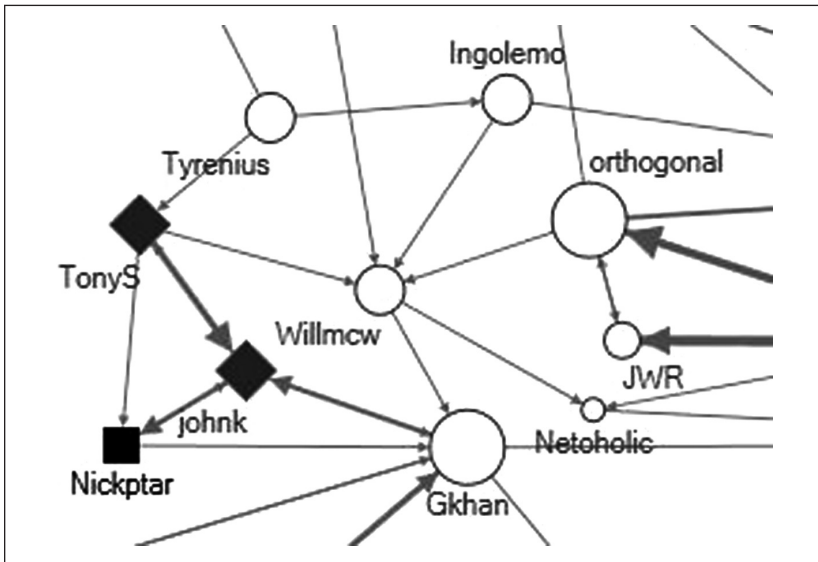 Ingolemo
Tyrenius
orthogonal
TonyS
Willmcw
JWR
johnk
Netoholic
Nickptar
Gkhan